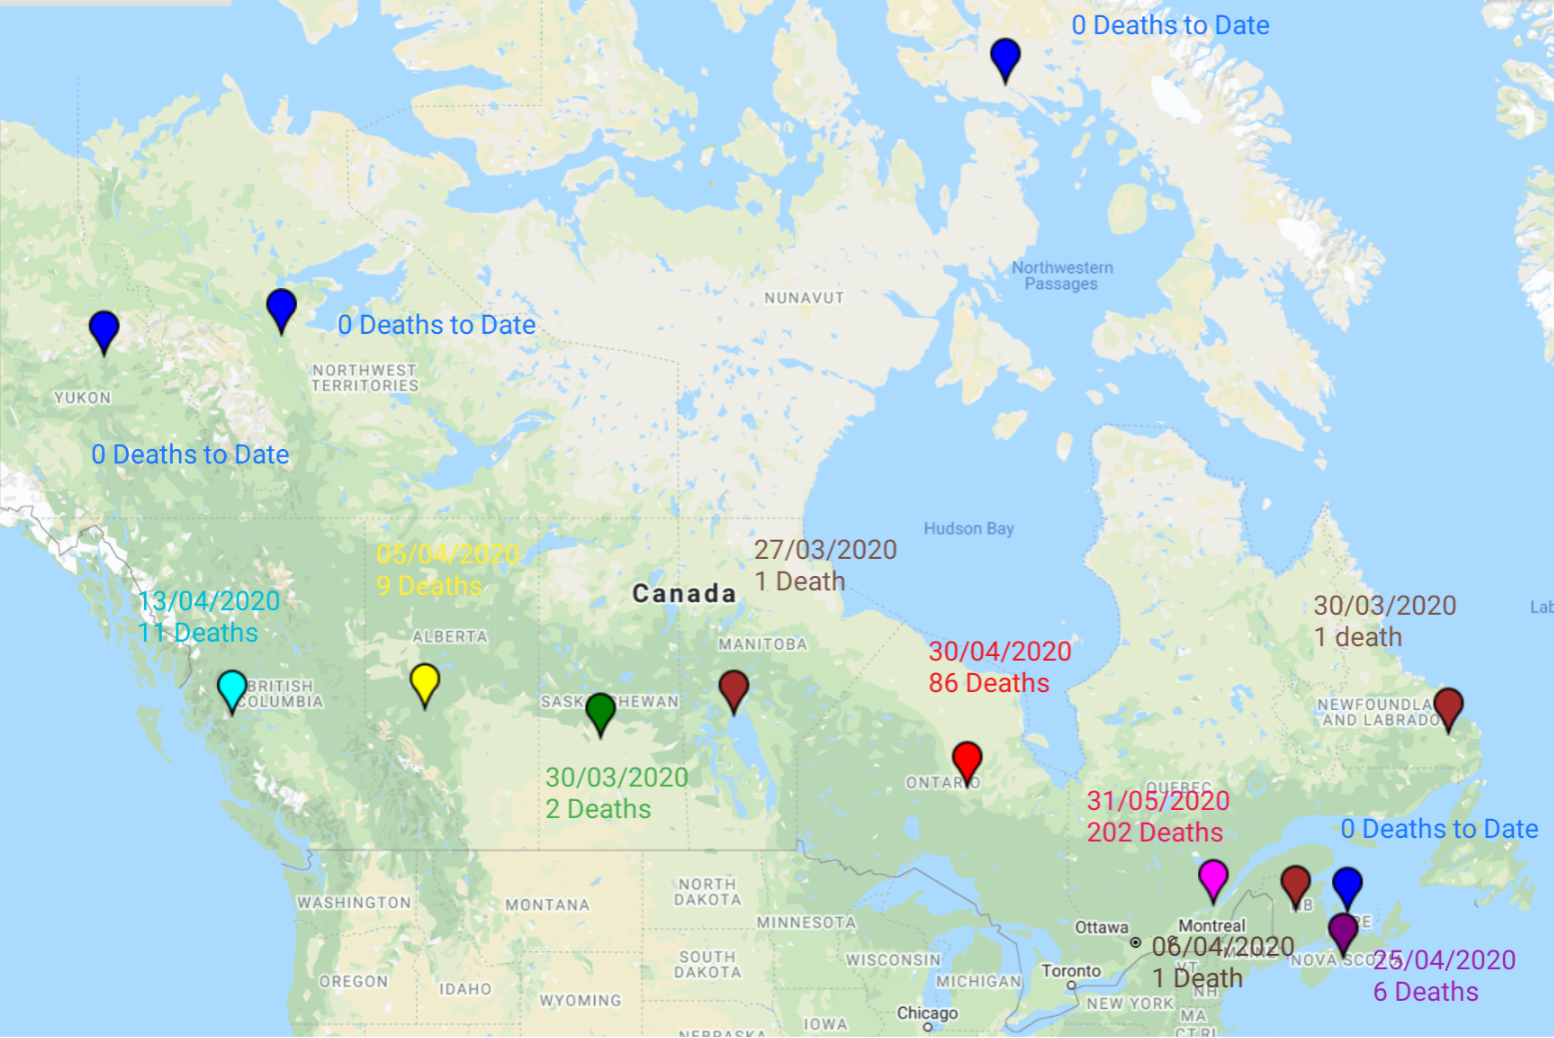 0 Deaths to Date
Northwestern
Passages
NUNAVUT
0 Deaths to Date
NORTHWEST
TERRITORIES
YUKON
0 Deaths to Date
Hudson Bay
05/04/2020
9 Deaths
27/03/2020
1 Death
Canada
13/04/2020
11 Deaths
30/03/2020
1 death
Lab
ALBERTA
MANITOBA
30/04/2020
86 Deaths
BRITISH
COLUMBIA
SASK CHEWAN
NEWFOUNDLA
AND LABRADO
30/03/2020
2 Deaths
ONTARIO
QUEBEC
31/05/2020
202 Deaths
0 Deaths to Date
WASHINGTON
MONTANA
NORTH
DAKOTA
MINNESOTA
Ottawa
Montreal
NB
PE
06/04/2020
1 Death
MAINE
NOVA SCOTIA
25/04/2020
6 Deaths
OREGON
IDAHO
WYOMING
SOUTH
DAKOTA
WISCONSIN
MICHIGAN
Toronto
VT
NH
NEW YORK
Chicago
IOWA
MA
CT RI
NEBRASKA